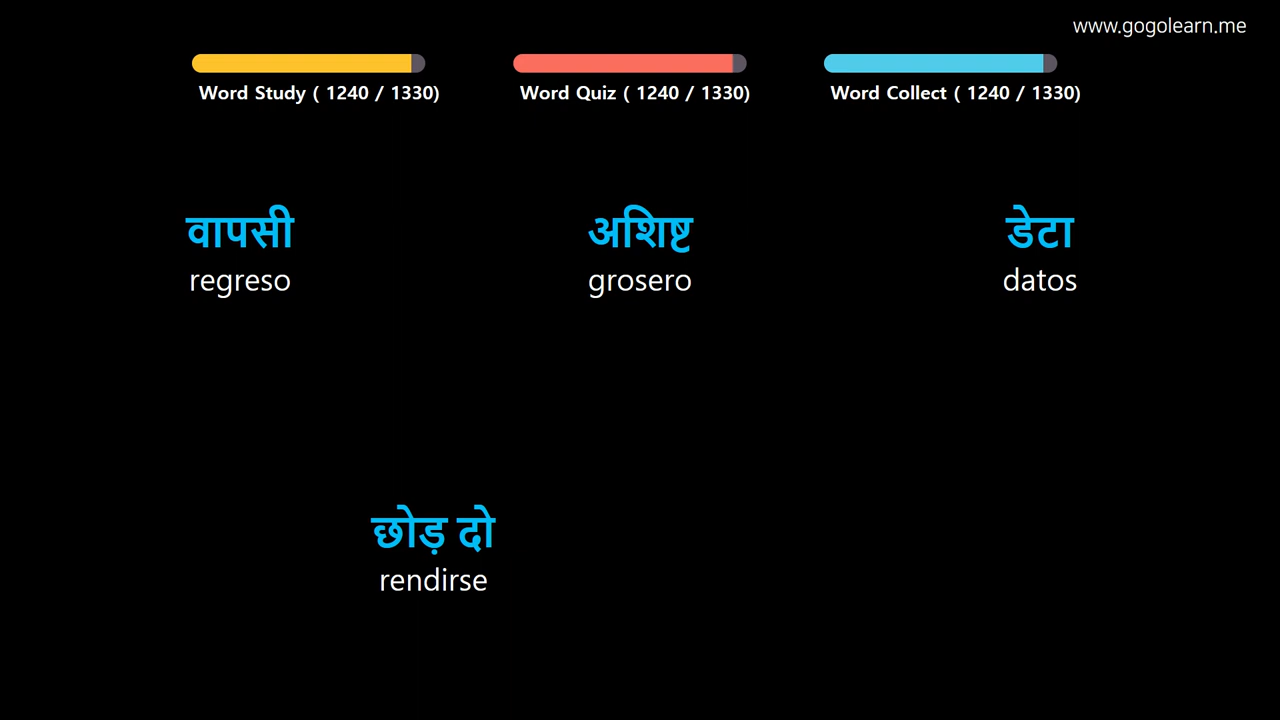 www.gogolearn.me
Word Study ( 1240 / 1330)
Word Quiz ( 1240 / 1330)
Word Collect ( 1240 / 1330)
वापसी
regreso
अशिष्ट
grosero
डेटा
datos
छोड़ दो
rendirse